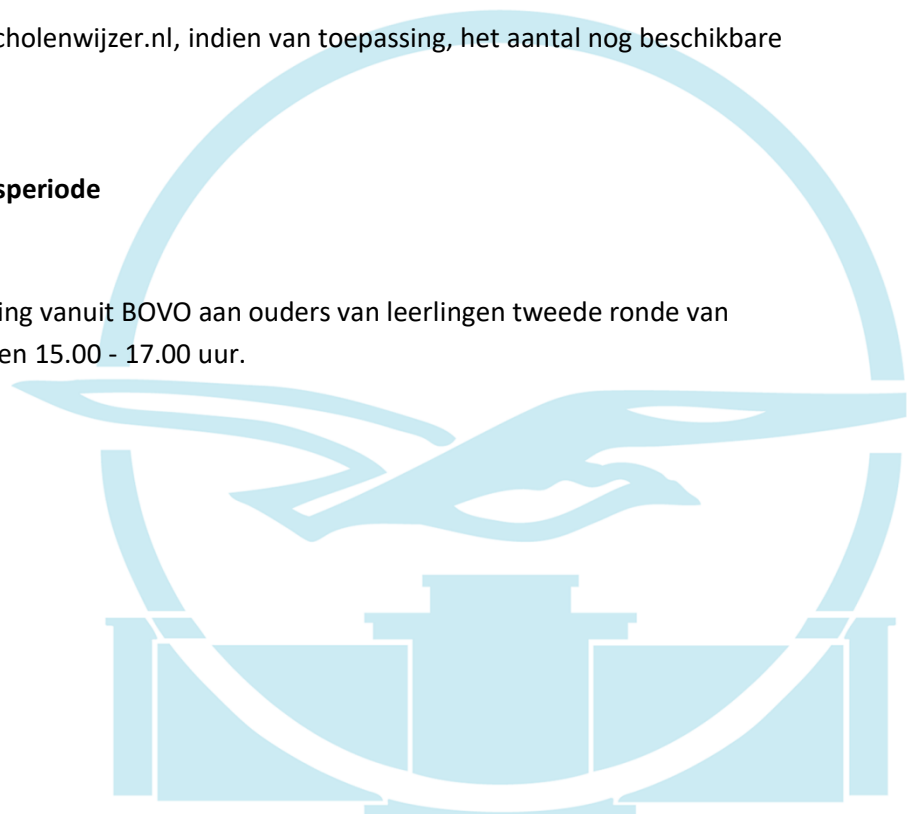 cholenwijzer.nl, indien van toepassing, het aantal nog beschikbare
speriode
ing vanuit BOVO aan ouders van leerlingen tweede ronde van
en 15.00 - 17.00 uur.